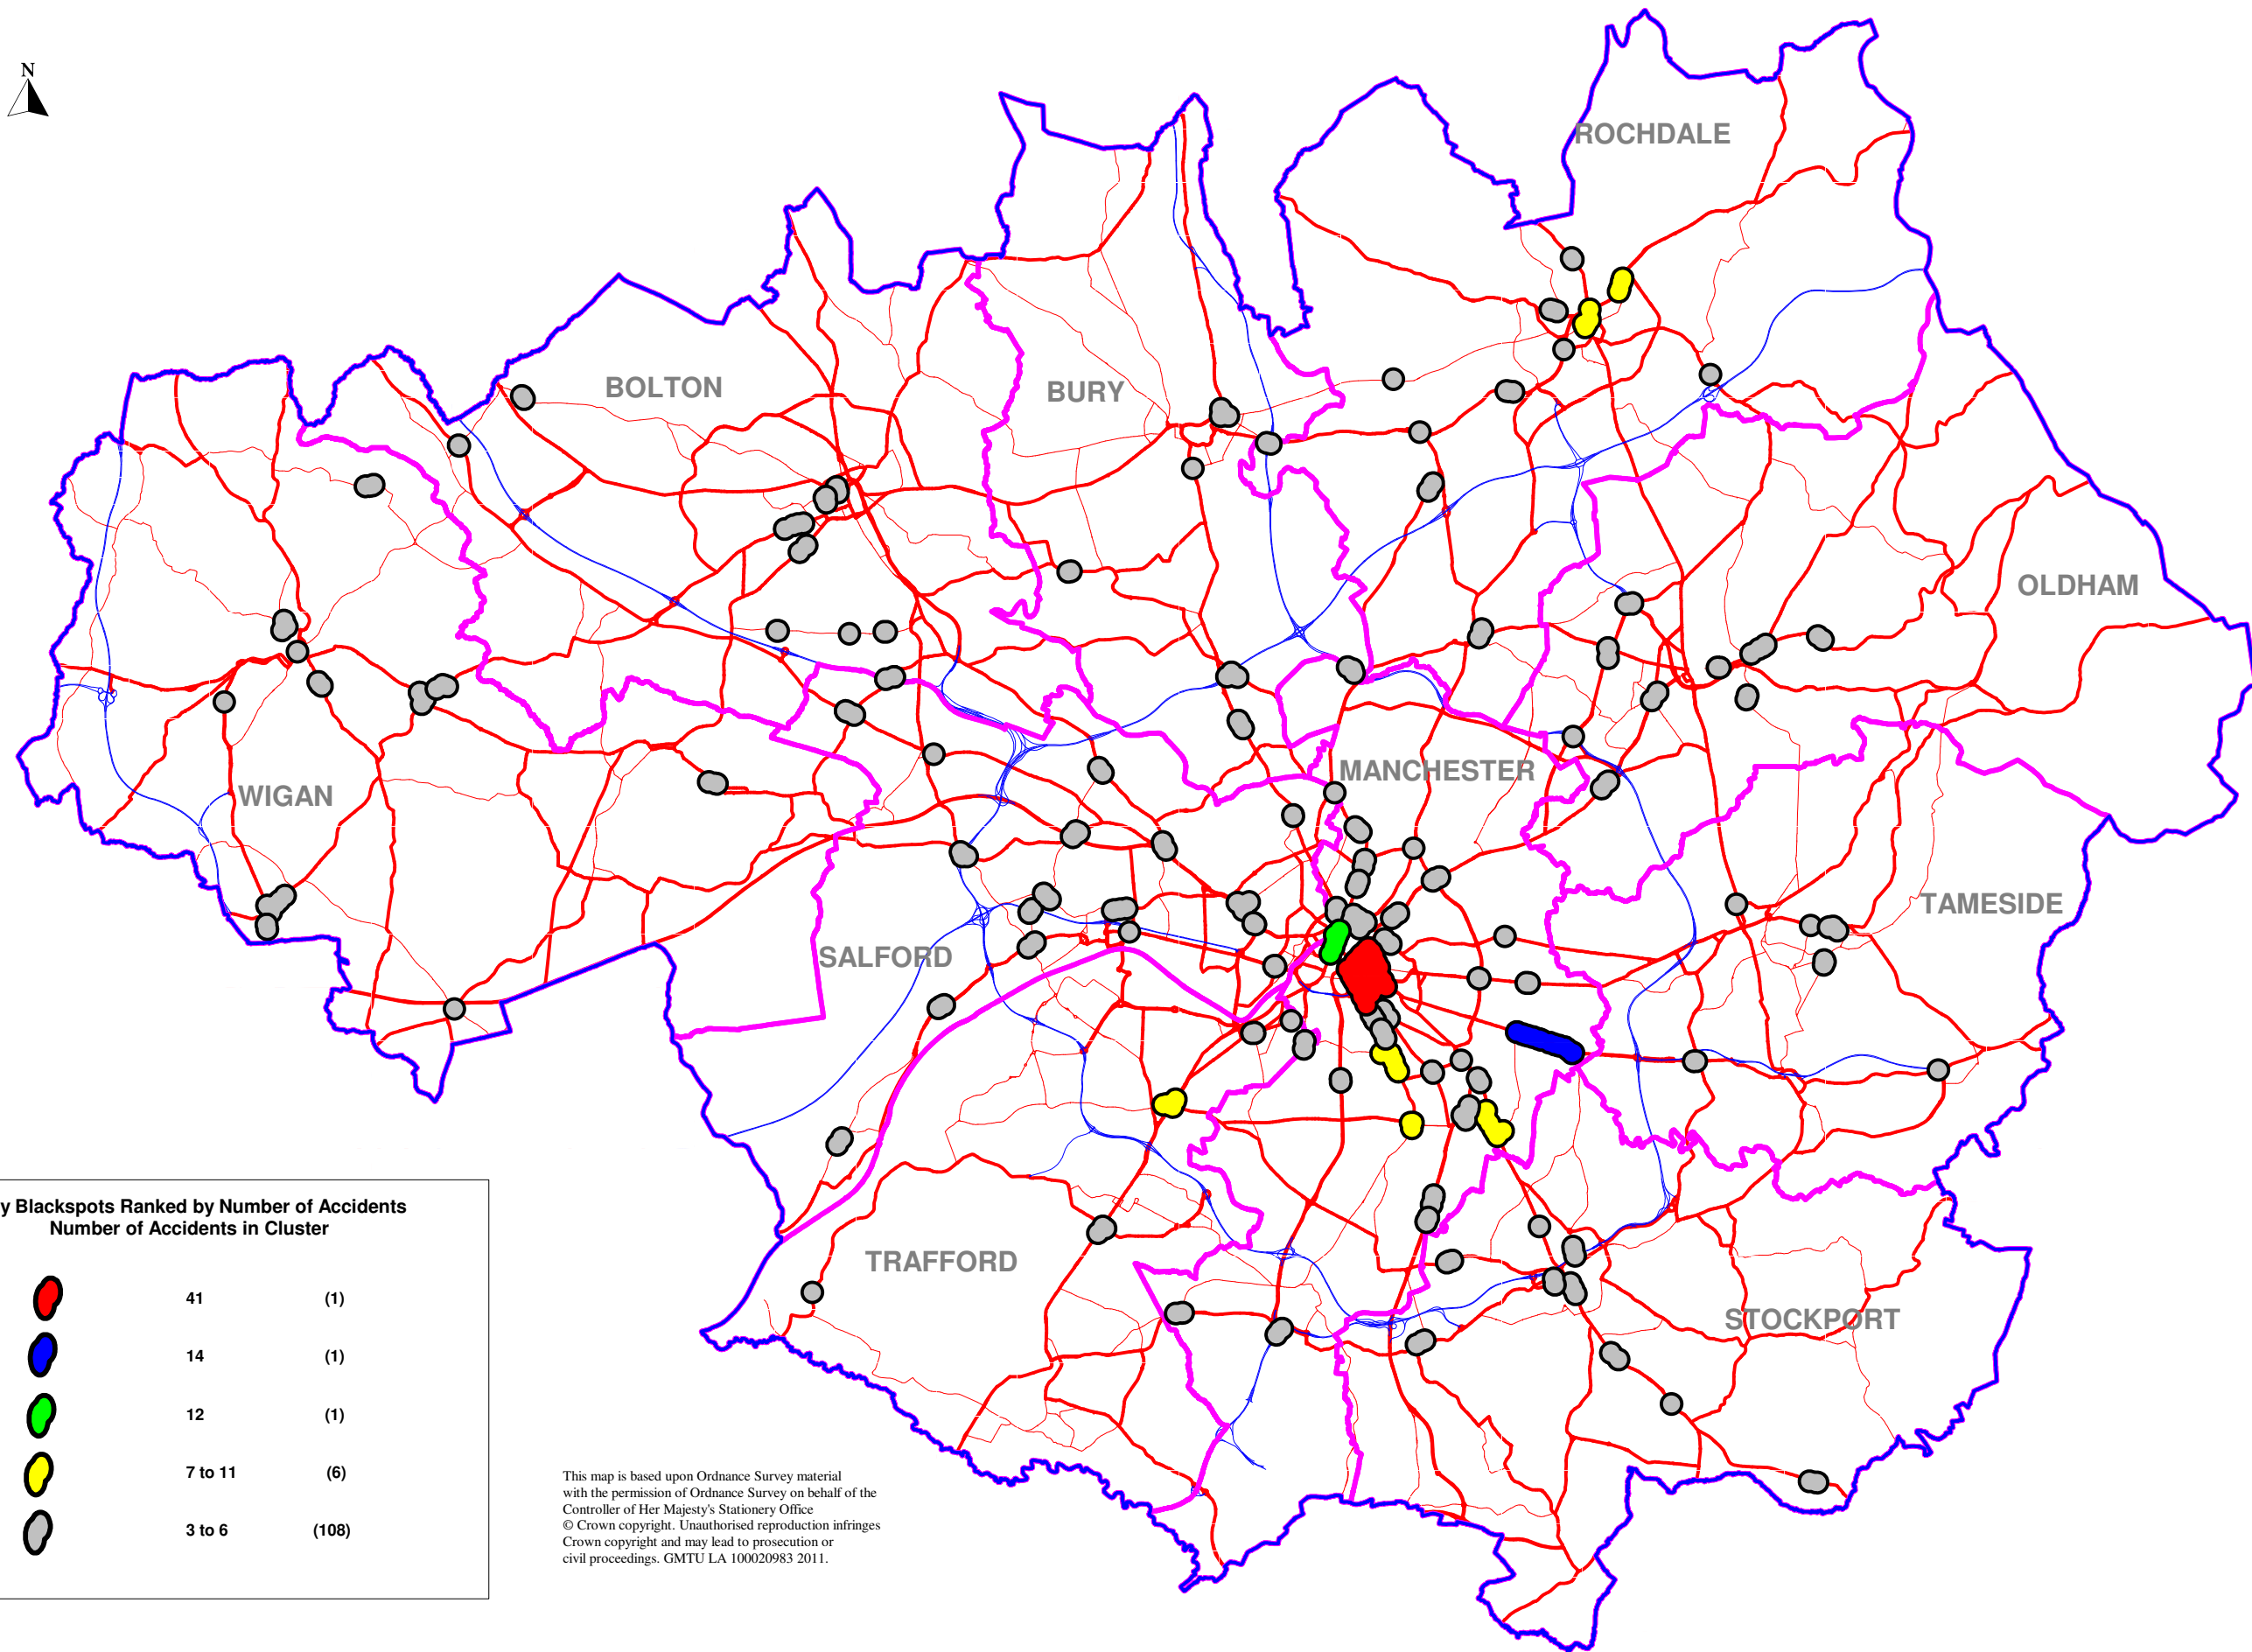 N
ROCHDALE
BOLTON
BURY
OLDHAM
MANCHESTER
WIGAN
TAMESIDE
SALFORD
TRAFFORD
STOCKPORT
y Blackspots Ranked by Number of Accidents
Number of Accidents in Cluster
41 (1)
14 (1)
12 (1)
7 to 11 (6)
3 to 6 (108)
This map is based upon Ordnance Survey material
with the permission of Ordnance Survey on behalf of the
Controller of Her Majesty's Stationery Office
© Crown copyright. Unauthorised reproduction infringes
Crown copyright and may lead to prosecution or
civil proceedings. GMTU LA 100020983 2011.